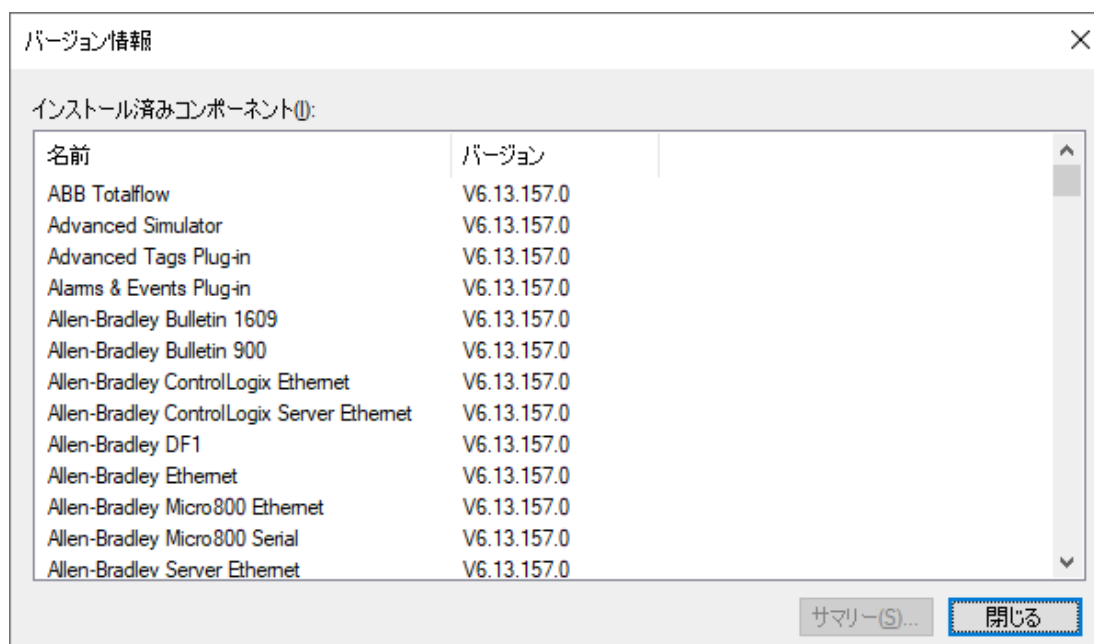 バージョン情報
インストール済みコンポーネント(I):
名前 バージョン
ABB Totalflow V6.13.157.0
Advanced Simulator V6.13.157.0
Advanced Tags Plug-in V6.13.157.0
Alarms & Events Plug-in V6.13.157.0
Allen-Bradley Bulletin 1609 V6.13.157.0
Allen-Bradley Bulletin 900 V6.13.157.0
Allen-Bradley ControlLogix Ethernet V6.13.157.0
Allen-Bradley ControlLogix Server Ethernet V6.13.157.0
Allen-Bradley DF1 V6.13.157.0
Allen-Bradley Ethernet V6.13.157.0
Allen-Bradley Micro800 Ethernet V6.13.157.0
Allen-Bradley Micro800 Serial V6.13.157.0
Allen-Bradley Server Ethernet V6.13.157.0
サマリー(S)... 閉じる